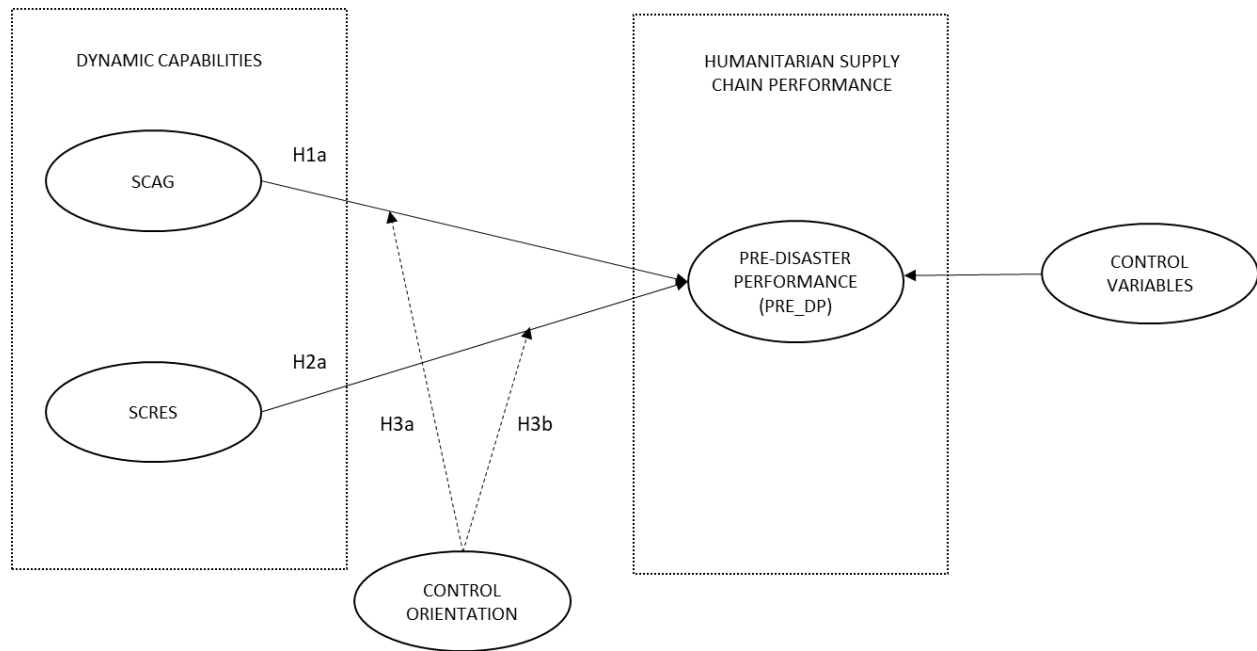 DYNAMIC CAPABILITIES
HUMANITARIAN SUPPLY
CHAIN PERFORMANCE
H1a
SCAG
PRE-DISASTER
PERFORMANCE
(PRE_DP)
CONTROL
VARIABLES
H2a
SCRES
H3a
H3b
CONTROL
ORIENTATION